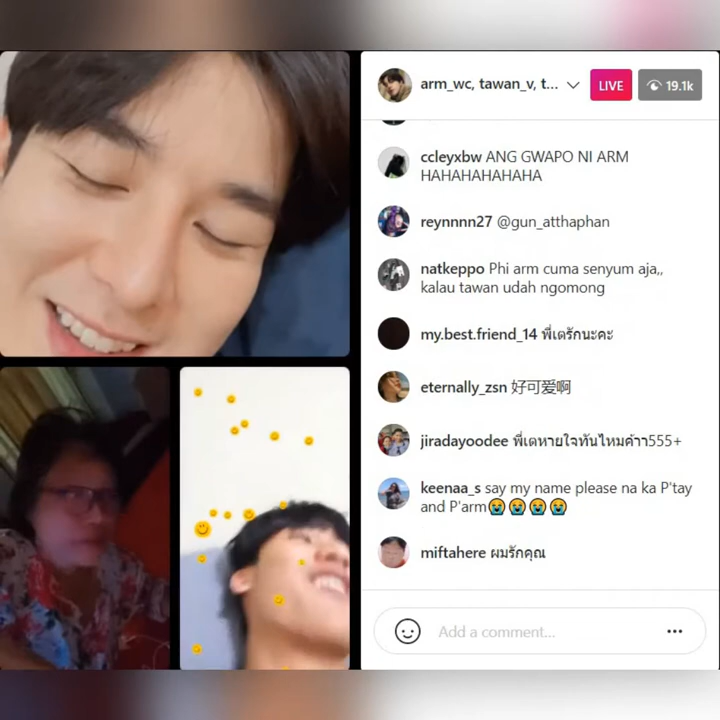 arm_wc, tawan_v, t...
LIVE
19.1k
ccleyxbw ANG GWAPO NI ARM
HAHAHAHAHAHA
reynnnn27 @gun_atthaphan
natkeppo Phi arm cuma senyum aja,,
kalau tawan udah ngomong
my.best.friend_14 พี่เตรักนะคะ
eternally_zsn 好可爱啊
jiradayoodee พี่เตหายใจทันไหมค้าา555+
keenaa_s say my name please na ka P'tay
and P'arm😭😭😭😭
miftahere ผมรักคุณ
Add a comment...